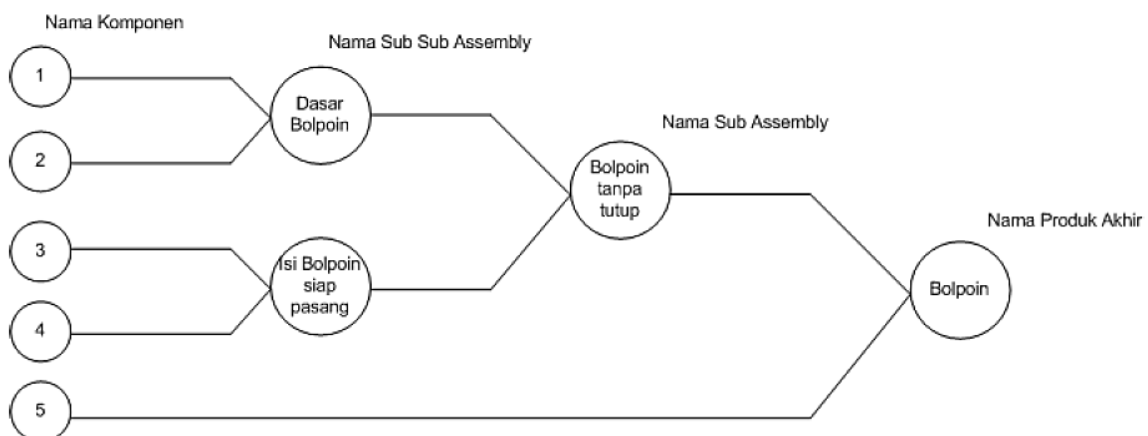 Nama Komponen
Nama Sub Sub Assembly
1
Dasar
Bolpoin
2
Nama Sub Assembly
Bolpoin
tanpa
tutup
Nama Produk Akhir
3
Isi Bolpoin
siap
pasang
Bolpoin
4
5